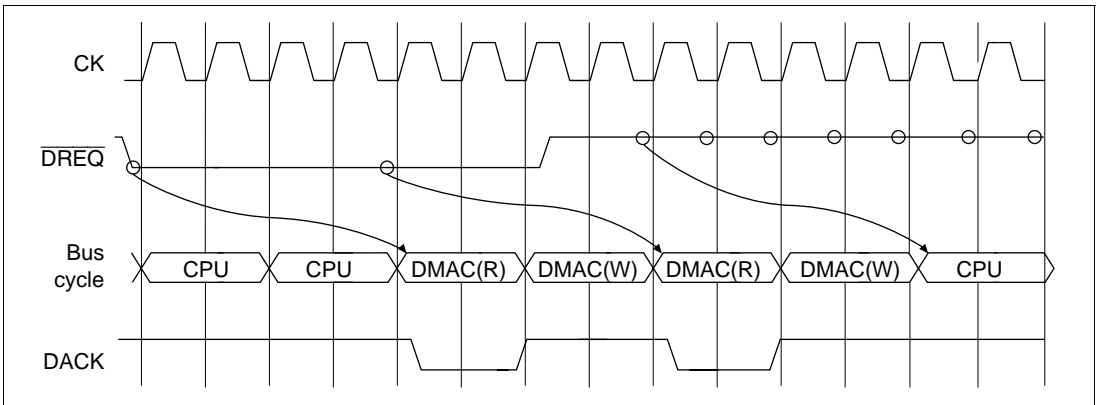 CK
DREQ
Bus
cycle
CPU CPU DMAC(R) DMAC(W) DMAC(R) DMAC(W) CPU
DACK